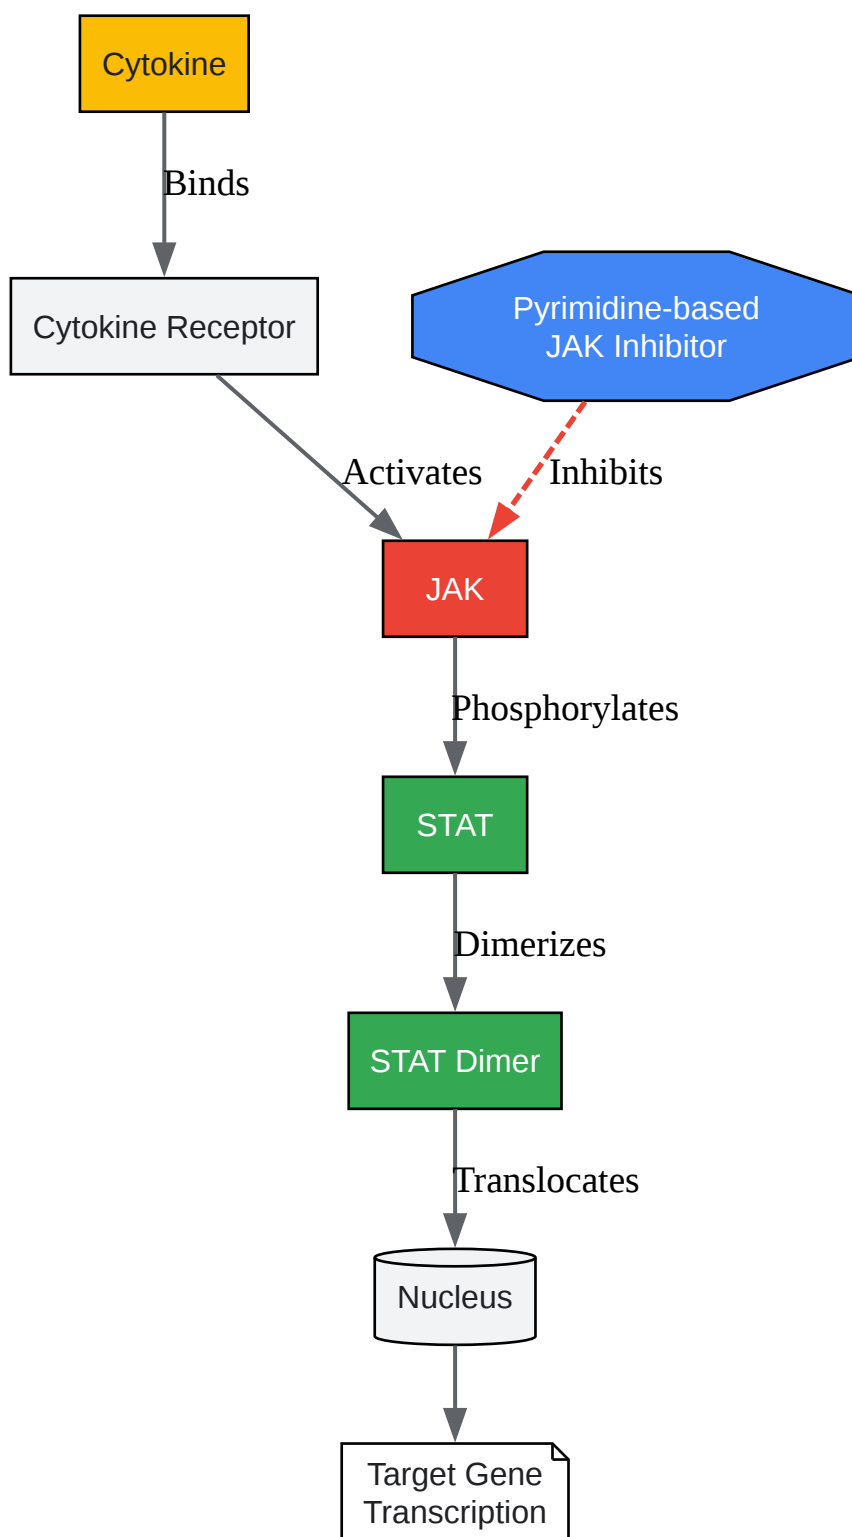 Cytokine
Binds
Cytokine Receptor
Pyrimidine-based
JAK Inhibitor
Activates
Inhibits
JAK
Phosphorylates
STAT
Dimerizes
STAT Dimer
Translocates
Nucleus
Target Gene
Transcription